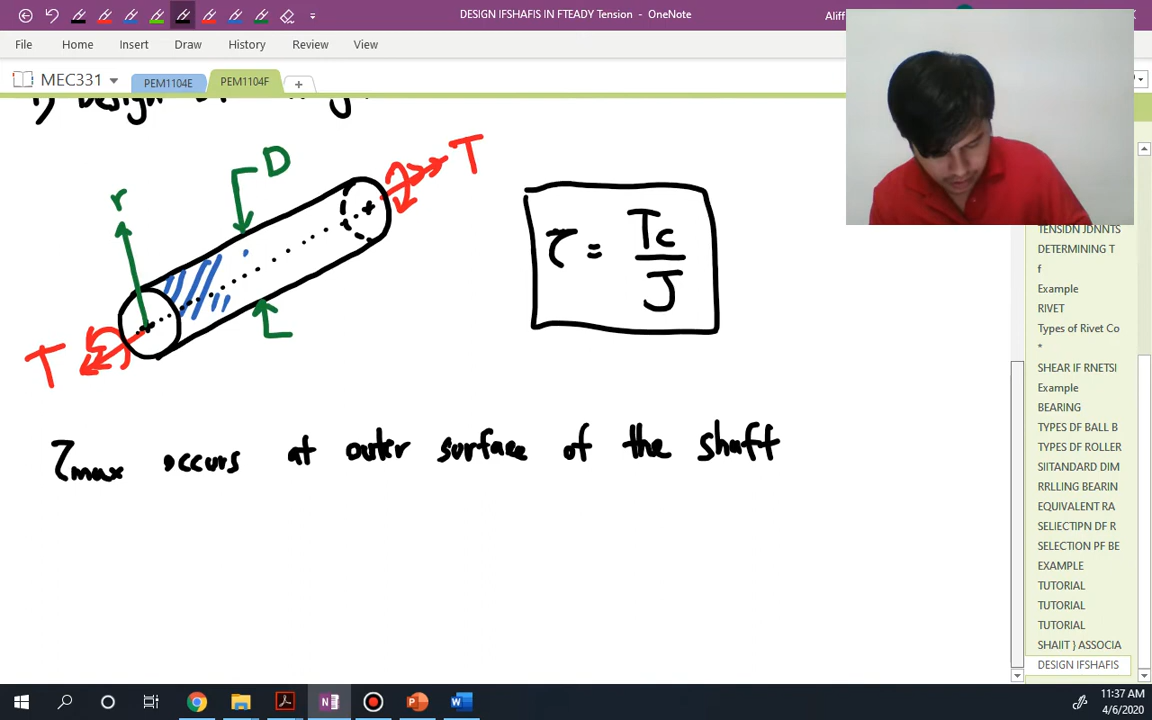 DESIGN IFSHAFIS IN FTEADY Tension - OneNote
Aliff
File Home Insert Draw History Review View
MEC331 PEM1104E PEM1104F
D
T
r
τ = Tc
J
T
τmax occurs at outer surface of the shaft
TENSIDN JDNNTS
DETERMINING T
f
Example
RIVET
Types of Rivet Co
*
SHEAR IF RNETSI
Example
BEARING
TYPES DF BALL B
TYPES DF ROLLER
SIITANDARD DIM
RRLLING BEARIN
EQUIVALENT RA
SELIECTIPN DF R
SELECTION PF BE
EXAMPLE
TUTORIAL
TUTORIAL
TUTORIAL
SHAIIT } ASSOCIA
DESIGN IFSHAFIS
11:37 AM
4/6/2020